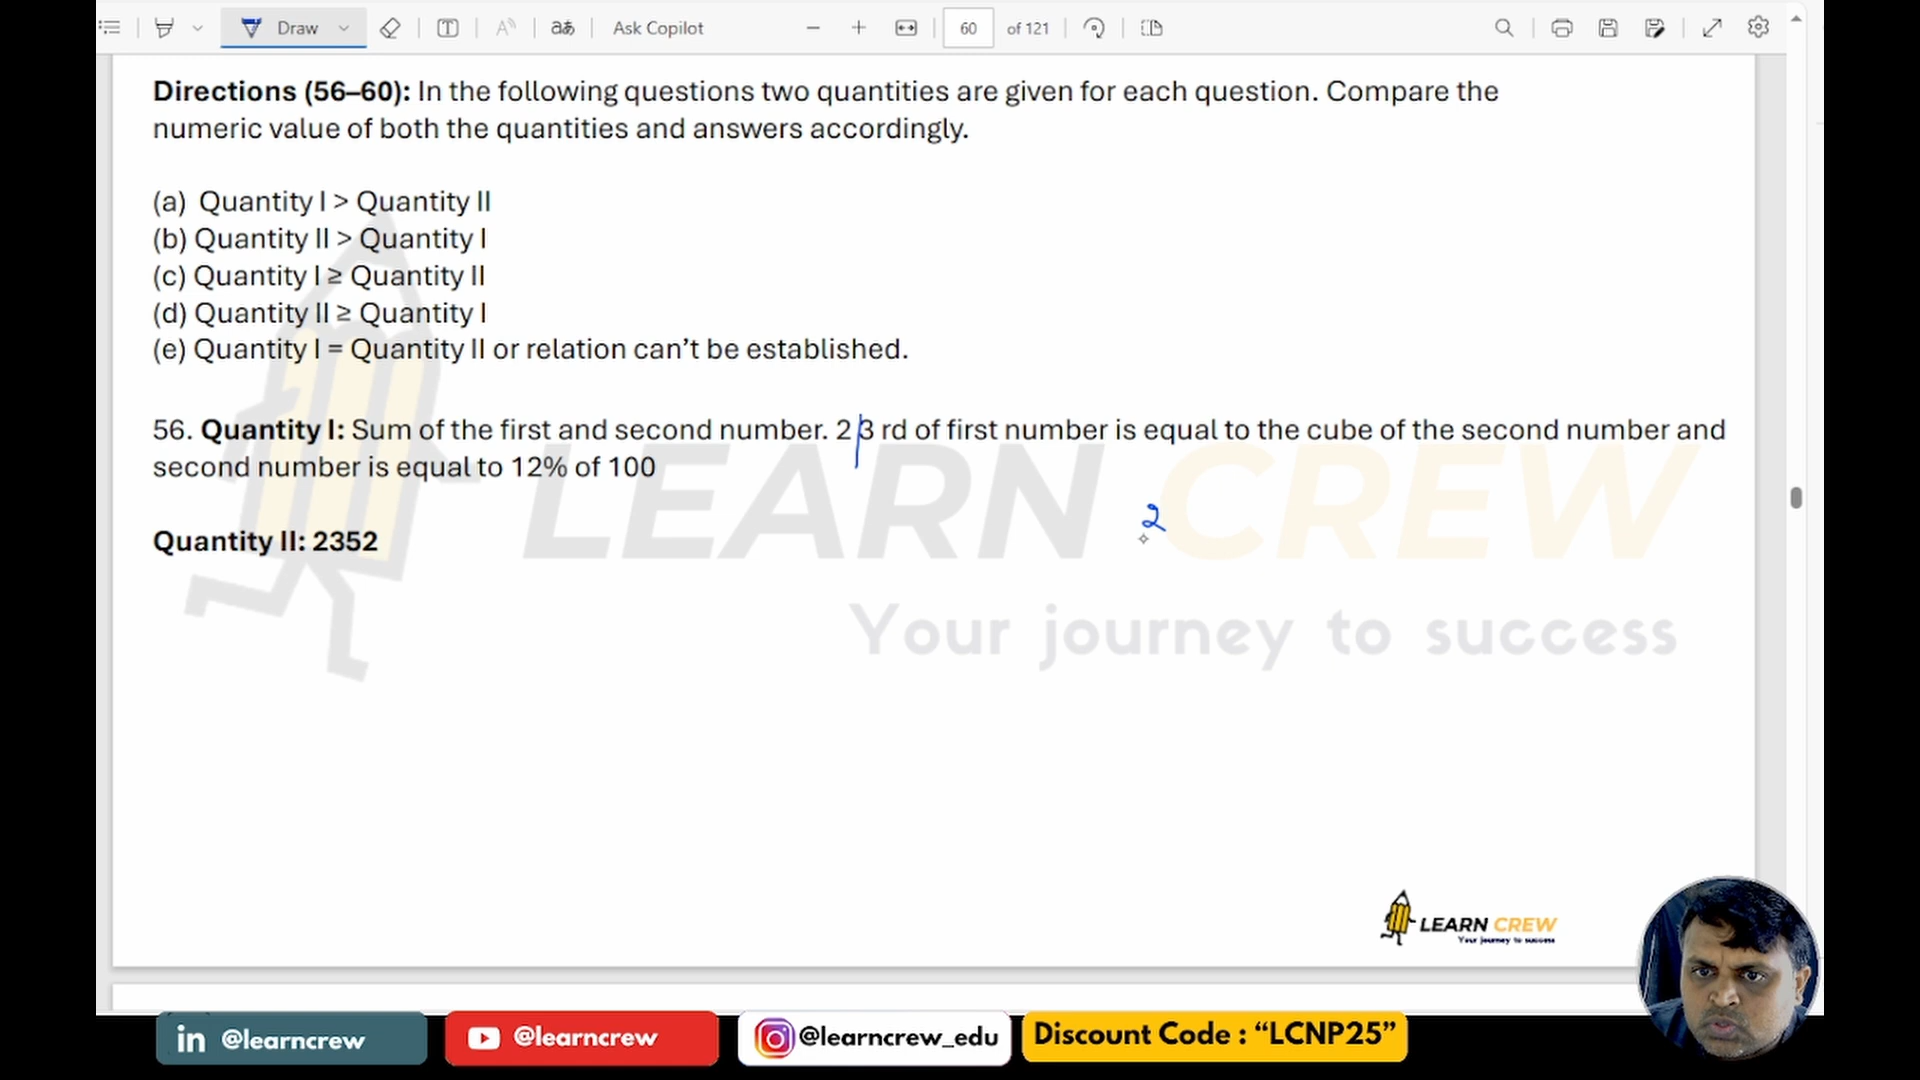 Draw
Ask Copilot
60 of 121
Directions (56–60): In the following questions two quantities are given for each question. Compare the
numeric value of both the quantities and answers accordingly.
(a) Quantity I > Quantity II
(b) Quantity II > Quantity I
(c) Quantity I ≥ Quantity II
(d) Quantity II ≥ Quantity I
(e) Quantity I = Quantity II or relation can’t be established.
56. Quantity I: Sum of the first and second number. 2/3 rd of first number is equal to the cube of the second number and
second number is equal to 12% of 100
2
Quantity II: 2352
LEARN CREW
Your journey to success
LEARN CREW
Your journey to success
in @learncrew
@learncrew
@learncrew_edu
Discount Code : “LCNP25”